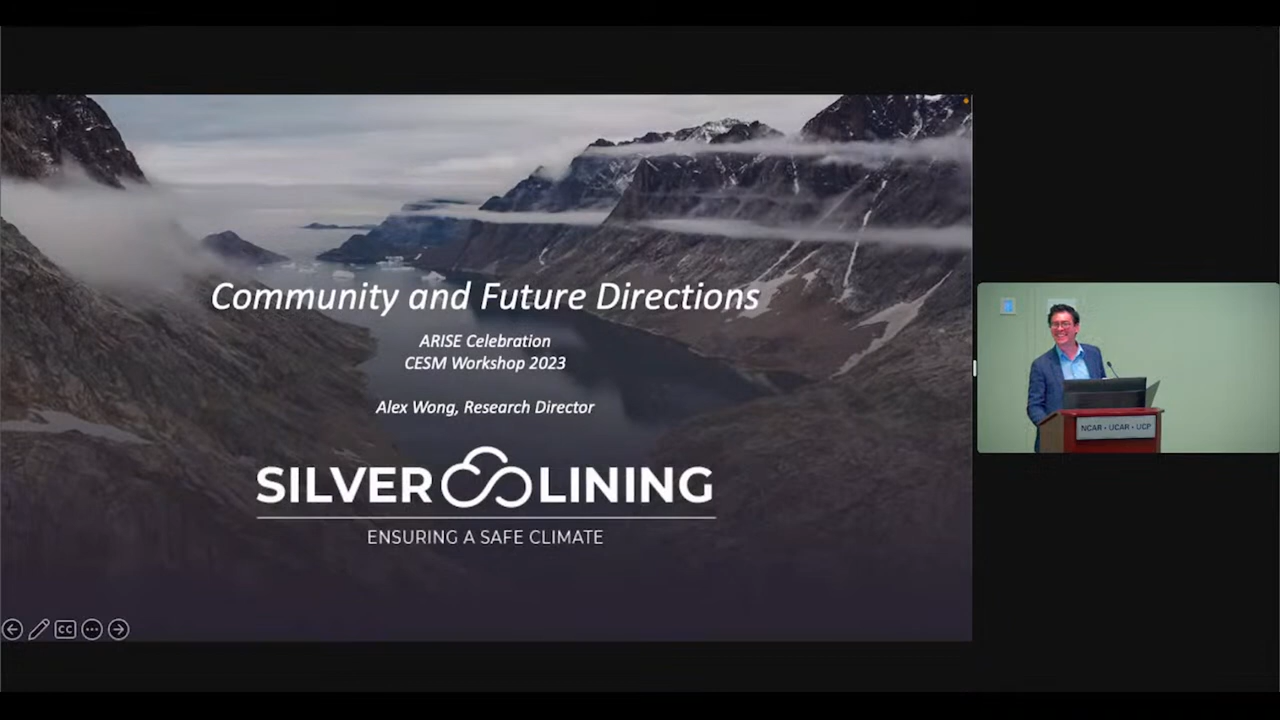 Community and Future Directions
ARISE Celebration
CESM Workshop 2023
Alex Wong, Research Director
SILVER LINING
ENSURING A SAFE CLIMATE
CC
NCAR • UCAR • UCP